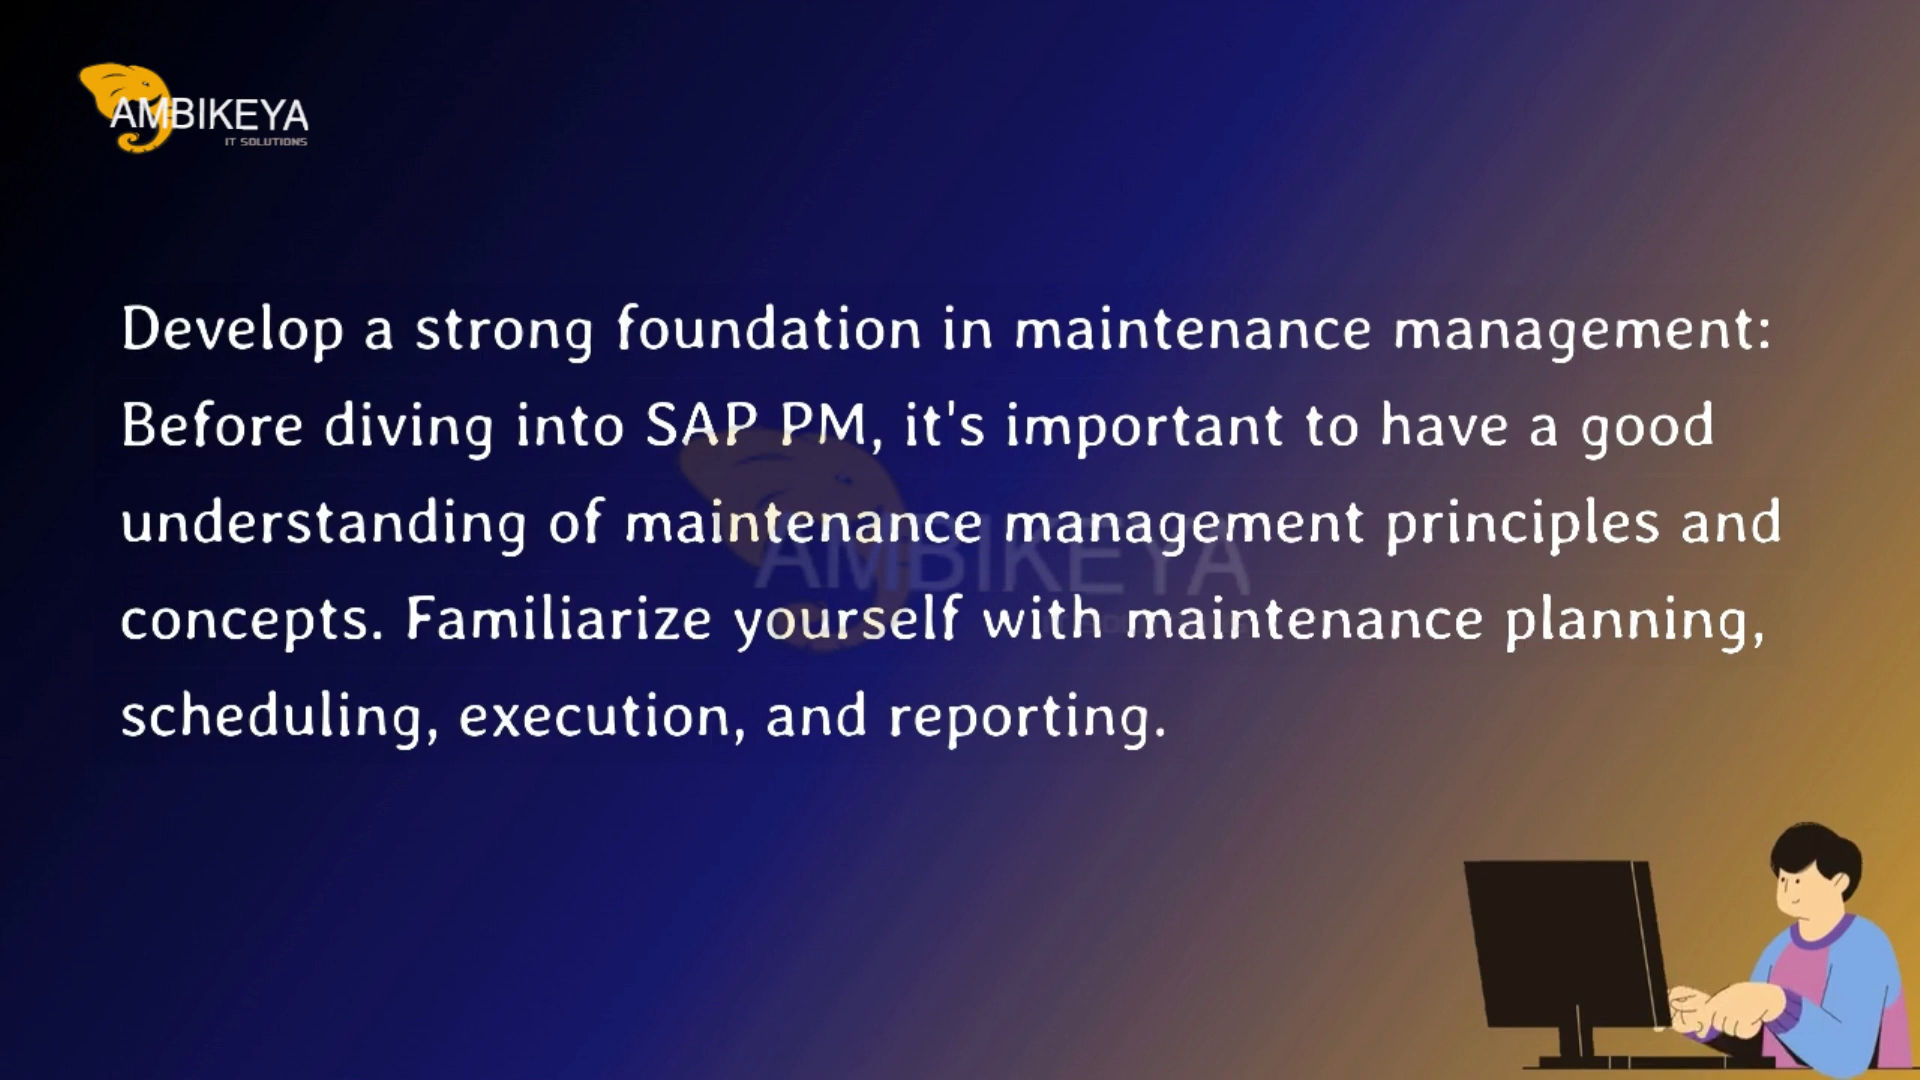 AMBIKEYA
IT SOLUTIONS
Develop a strong foundation in maintenance management:
Before diving into SAP PM, it's important to have a good
understanding of maintenance management principles and
concepts. Familiarize yourself with maintenance planning,
scheduling, execution, and reporting.
AMBIKEYA